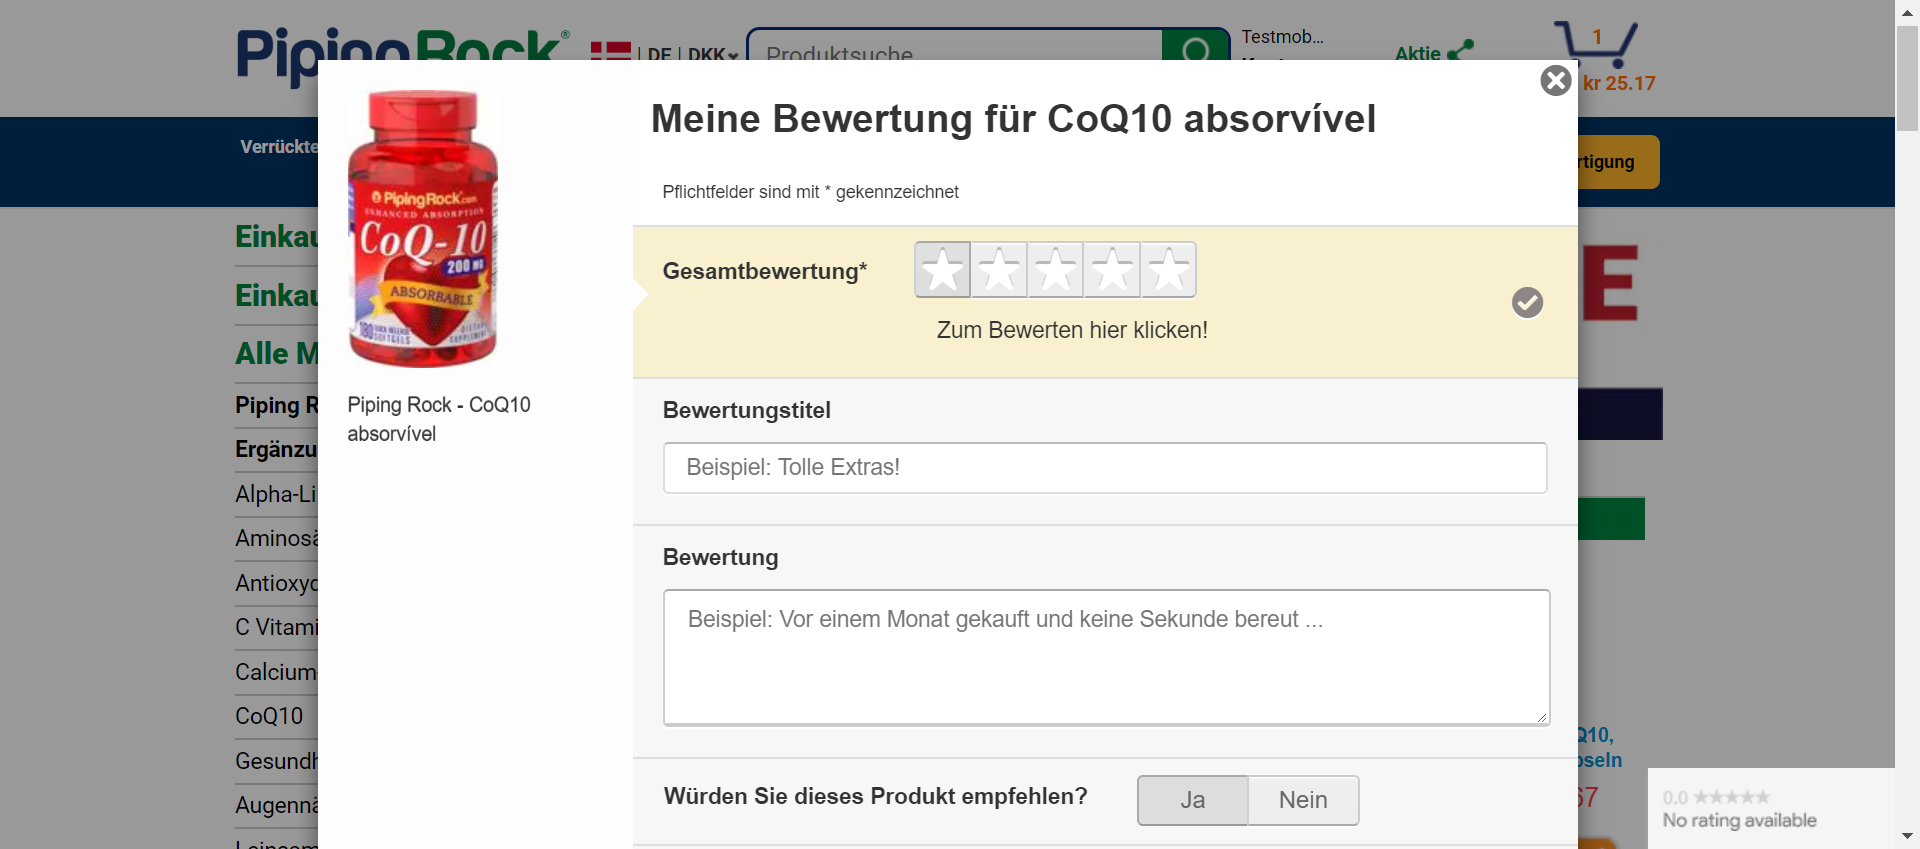 PipingRock®
DE | DKK
Produktsuche
Testmob...
Aktie
1
kr 25.17
Verrückte
rtigung
Meine Bewertung für CoQ10 absorvível
Pflichtfelder sind mit * gekennzeichnet
PipingRock.com
ENHANCED ABSORPTION
CoQ-10
200 MG
ABSORBABLE
180 QUICK RELEASE SOFTGELS
DIETARY SUPPLEMENT
Piping Rock - CoQ10
absorvível
Gesamtbewertung*
Zum Bewerten hier klicken!
Bewertungstitel
Beispiel: Tolle Extras!
Bewertung
Beispiel: Vor einem Monat gekauft und keine Sekunde bereut ...
Würden Sie dieses Produkt empfehlen?
Ja
Nein
Einkau
Einkau
Alle M
Piping R
Ergänzu
Alpha-Li
Aminosä
Antioxyd
C Vitami
Calcium
CoQ10
Gesundh
Augennä
E
Q10,
pseln
67
0.0
No rating available